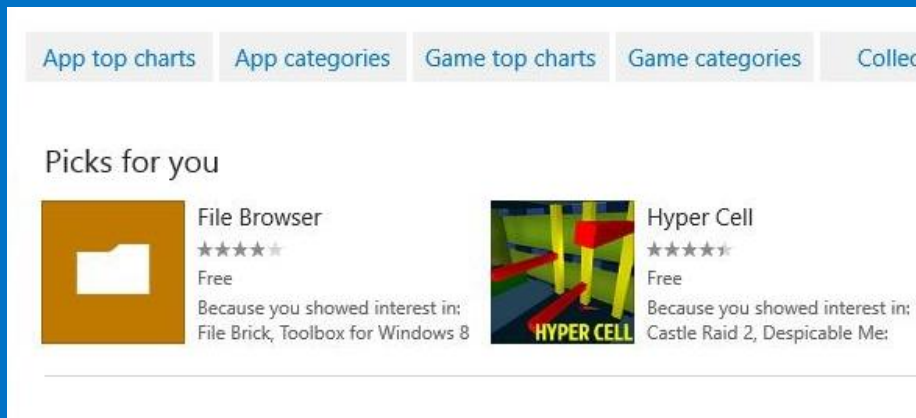 App top charts
App categories
Game top charts
Game categories
Collec
Picks for you
File Browser
Free
Because you showed interest in:
File Brick, Toolbox for Windows 8
HYPER CELL
Hyper Cell
Free
Because you showed interest in:
Castle Raid 2, Despicable Me: